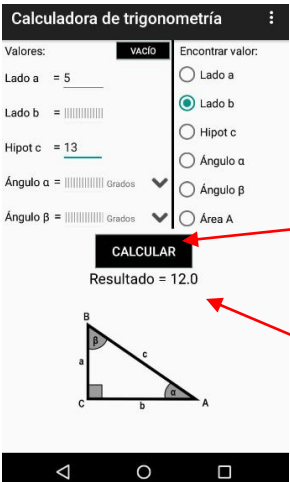 Calculadora de trigonometría
Valores:
VACÍO
Encontrar valor:
Lado a = 5
Lado a
Lado b =
Lado b
Hipot c = 13
Hipot c
Ángulo α = Grados
Ángulo α
Ángulo β = Grados
Ángulo β
Área A
CALCULAR
Resultado = 12.0
B
β
c
a
α
C
b
A